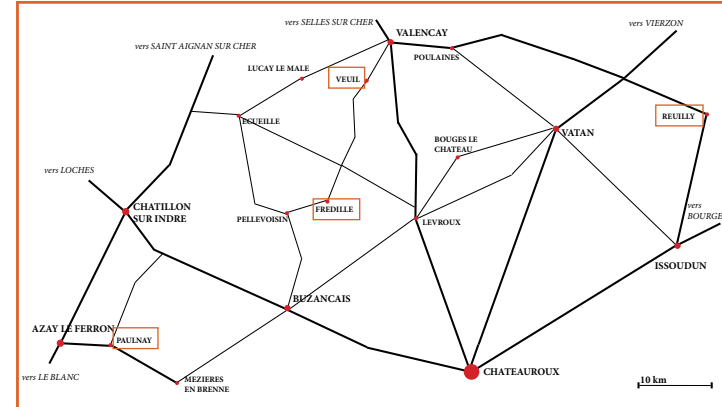 vers SELLES SUR CHER
vers VIERZON
VALENCAY
vers SAINT AIGNAN SUR CHER
POULAINES
LUCAY LE MALE
VEUIL
REUILLY
ECUEILLE
VATAN
BOUGES LE
CHATEAU
vers LOCHES
CHATILLON
SUR INDRE
PELLEVOISIN
FREDILLE
LEVROUX
vers
BOURGE
ISSOUDUN
BUZANCAIS
AZAY LE FERRON
PAULNAY
vers LE BLANC
MEZIERES
EN BRENNE
CHATEAUROUX
10 km